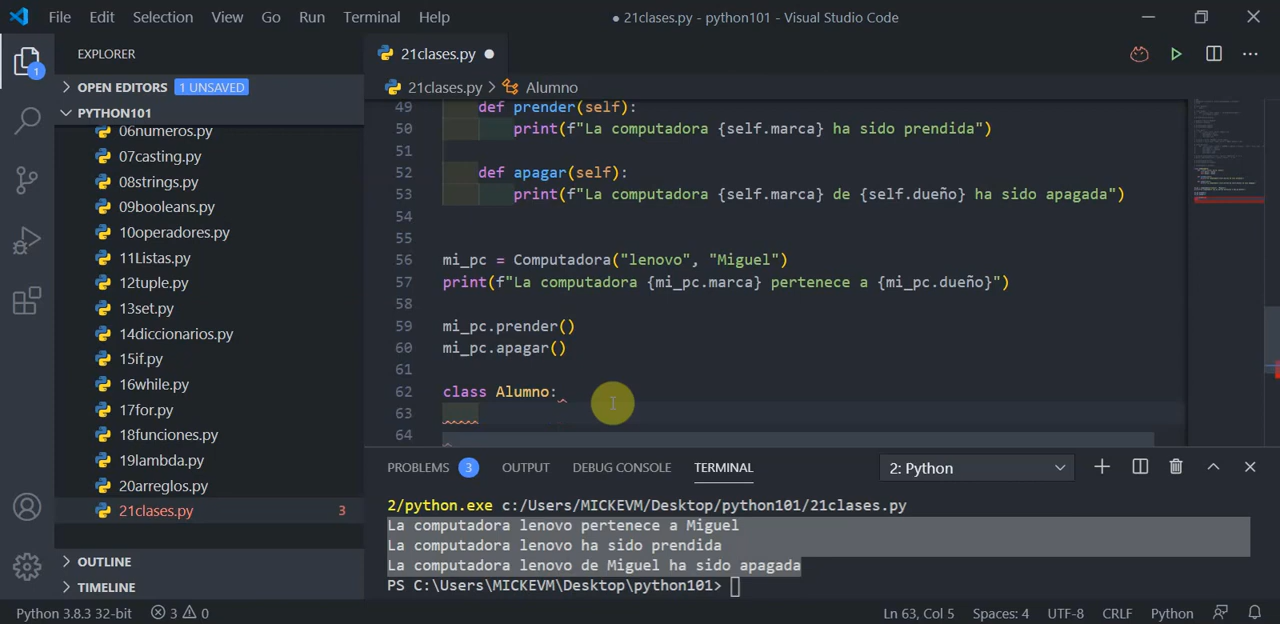 File Edit Selection View Go Run Terminal Help
● 21clases.py - python101 - Visual Studio Code
EXPLORER
OPEN EDITORS 1 UNSAVED
PYTHON101
06numeros.py
07casting.py
08strings.py
09booleans.py
10operadores.py
11Listas.py
12tuple.py
13set.py
14diccionarios.py
15if.py
16while.py
17for.py
18funciones.py
19lambda.py
20arreglos.py
21clases.py 3
OUTLINE
TIMELINE
1
21clases.py ●
21clases.py > Alumno
49 def prender(self):
50 print(f"La computadora {self.marca} ha sido prendida")
51
52 def apagar(self):
53 print(f"La computadora {self.marca} de {self.dueño} ha sido apagada")
54
55
56 mi_pc = Computadora("lenovo", "Miguel")
57 print(f"La computadora {mi_pc.marca} pertenece a {mi_pc.dueño}")
58
59 mi_pc.prender()
60 mi_pc.apagar()
61
62 class Alumno:
63
64
PROBLEMS 3 OUTPUT DEBUG CONSOLE TERMINAL 2: Python
2/python.exe c:/Users/MICKEVM/Desktop/python101/21clases.py
La computadora lenovo pertenece a Miguel
La computadora lenovo ha sido prendida
La computadora lenovo de Miguel ha sido apagada
PS C:\Users\MICKEVM\Desktop\python101>
Python 3.8.3 32-bit 3 0 Ln 63, Col 5 Spaces: 4 UTF-8 CRLF Python